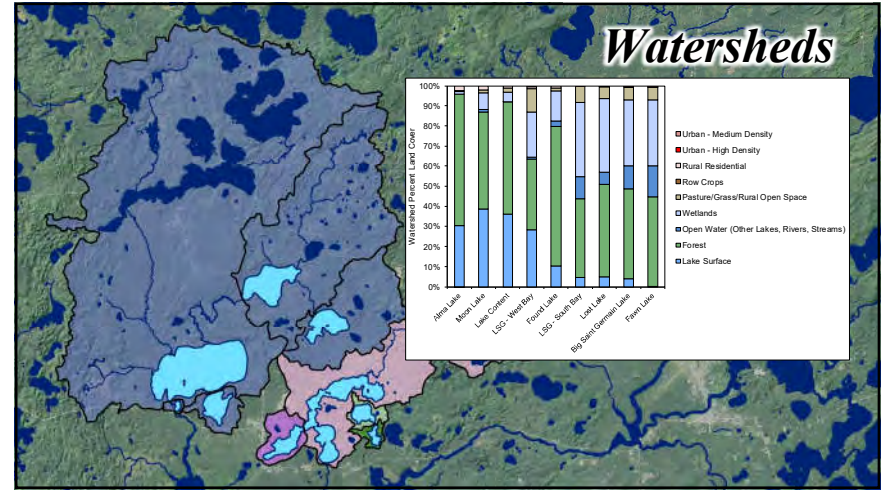 Watersheds
100%
90%
80%
70%
60%
50%
40%
30%
20%
10%
0%
Watershed Percent Land Cover
Alma Lake
Moon Lake
Lake Content
LSG - West Bay
Found Lake
LSG - South Bay
Lost Lake
Big Saint Germain Lake
Fawn Lake
Urban - Medium Density
Urban - High Density
Rural Residential
Row Crops
Pasture/Grass/Rural Open Space
Wetlands
Open Water (Other Lakes, Rivers, Streams)
Forest
Lake Surface